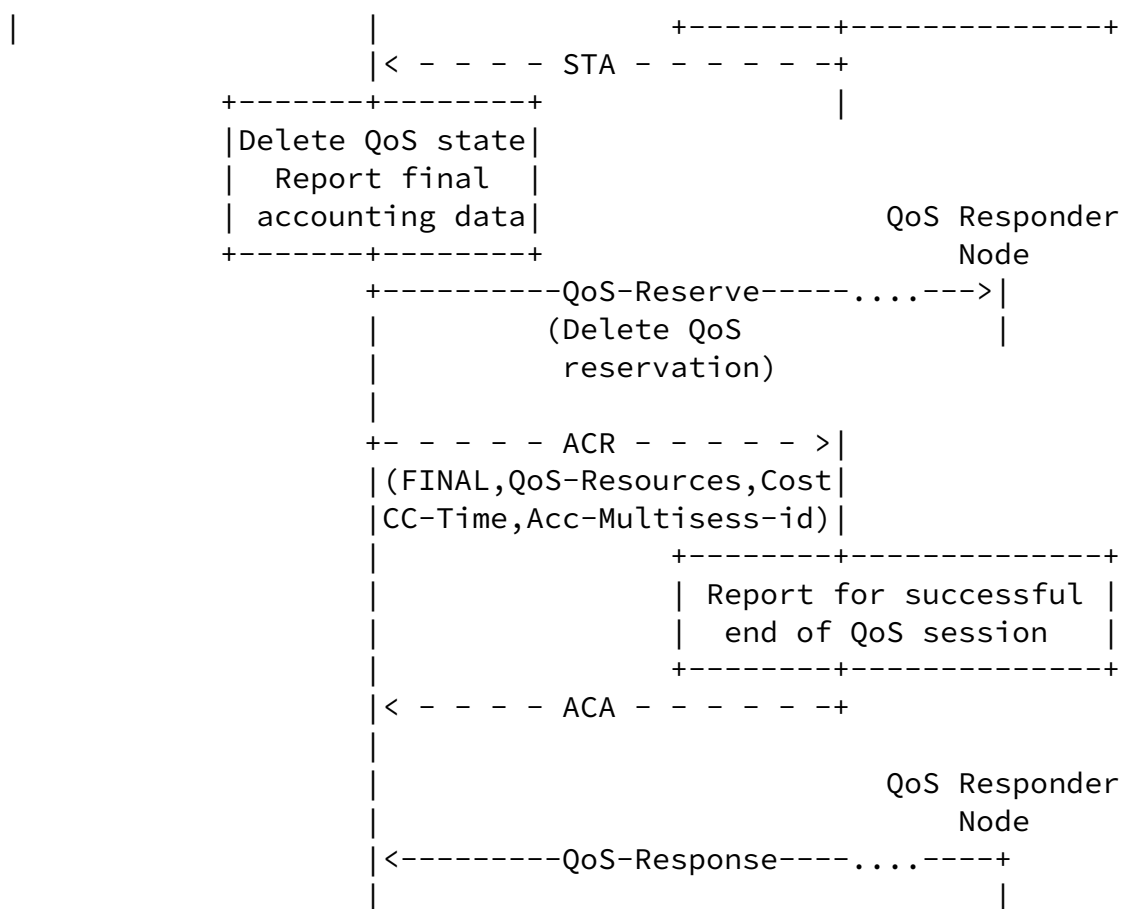 |                   |                +--------+--------------+
                    |< - - - - STA - - - - - -+
            +-------+--------+                |
            |Delete QoS state|
            |  Report final  |
            | accounting data|                   QoS Responder
            +-------+--------+                       Node
                    +----------QoS-Reserve-----....--->|
                    |         (Delete QoS              |
                    |          reservation)
                    |
                    +- - - - - ACR - - - - - >|
                    |(FINAL,QoS-Resources,Cost|
                    |CC-Time,Acc-Multisess-id)|
                    |                +--------+--------------+
                    |                | Report for successful |
                    |                |  end of QoS session   |
                    |                +--------+--------------+
                    |< - - - - ACA - - - - - -+
                    |
                    |                            QoS Responder
                    |                                Node
                    |<---------QoS-Response----....----+
                    |                                  |